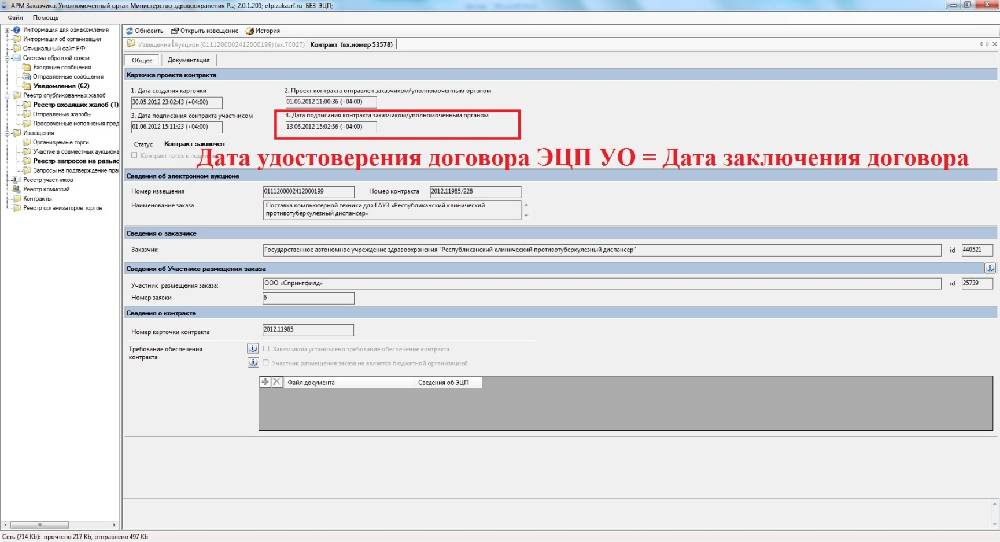 АРМ Заказчика. Уполномоченный орган Министерство здравоохранения Р...; 2.0.1.201; etp.zakazrf.ru БЕЗ-ЭЦП;
Файл Помощь
Информация для ознакомления
Информация об организации
Официальный сайт РФ
Система обратной связи
Входящие сообщения
Отправленные сообщения
Уведомления (62)
Реестр опубликованных жалоб
Реестр входящих жалоб (1)
Отправленые жалобы
Просроченные исполнения пред
Извещения
Организуемые торги
Участие в совместных аукциона
Реестр запросов на разъяс
Запросы на подтверждение пра
Реестр участников
Реестр комиссий
Контракты
Реестр организаторов торгов
Обновить Открыть извещение История
Извещения Аукцион (0111200002412000199) (вх.70027) Контракт (вх.номер 53578)
Общее Документация
Карточка проекта контракта
1. Дата создания карточки 2. Проект контракта отправлен заказчиком/уполномоченным органом
30.05.2012 23:02:43 (+04:00) 01.06.2012 11:00:36 (+04:00)
3. Дата подписания контракта участником 4. Дата подписания контракта заказчиком/уполномоченным органом
01.06.2012 15:11:23 (+04:00) 13.06.2012 15:02:56 (+04:00)
Статус Контракт заключен
Контракт готов к
Дата удостоверения договора ЭЦП УО = Дата заключения договора
Сведения об электронном аукционе
Номер извещения 0111200002412000199 Номер контракта 2012.11985/228
Наименование заказа Поставка компьютерной техники для ГАУЗ «Республиканский клинический
противотуберкулезный диспансер»
Сведения о заказчике
Заказчик: Государственное автономное учреждение здравоохранения "Республиканский клинический противотуберкулезный диспансер" id 440521
Сведения об Участнике размещения заказа
Участник размещения заказа: ООО «Спрингфилд» id 25739
Номер заявки 6
Сведения о контракте
Номер карточки контракта 2012.11985
Требование обеспечения Заказчиком установлено требование обеспечение контракта
контракта
Участник размещения заказа не является бюджетной организацией
Файл документа Сведения об ЭЦП
Сеть (714 Kb): прочтено 217 Kb, отправлено 497 Kb